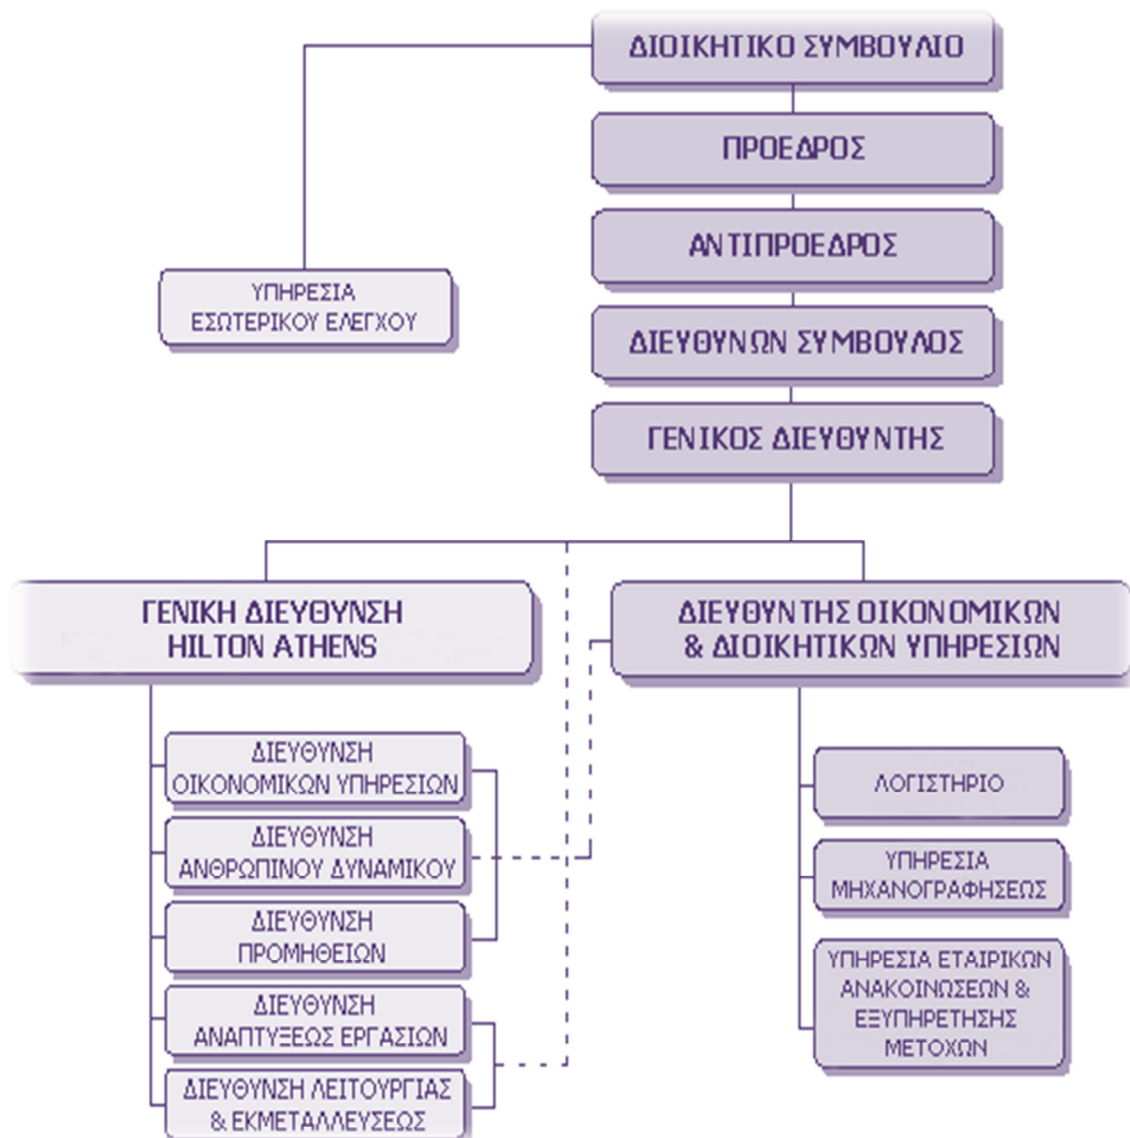 ΔΙΟΙΚΗΤΙΚΟ ΣΥΜΒΟΥΛΙΟ
ΠΡΟΕΔΡΟΣ
ΑΝΤΙΠΡΟΕΔΡΟΣ
ΥΠΗΡΕΣΙΑ
ΕΣΩΤΕΡΙΚΟΥ ΕΛΕΓΧΟΥ
ΔΙΕΥΘΥΝΩΝ ΣΥΜΒΟΥΛΟΣ
ΓΕΝΙΚΟΣ ΔΙΕΥΘΥΝΤΗΣ
ΓΕΝΙΚΗ ΔΙΕΥΘΥΝΣΗ
HILTON ATHENS
ΔΙΕΥΘΥΝΣΗ
ΟΙΚΟΝΟΜΙΚΩΝ ΥΠΗΡΕΣΙΩΝ
ΔΙΕΥΘΥΝΣΗ
ΑΝΘΡΩΠΙΝΟΥ ΔΥΝΑΜΙΚΟΥ
ΔΙΕΥΘΥΝΣΗ
ΠΡΟΜΗΘΕΙΩΝ
ΔΙΕΥΘΥΝΣΗ
ΑΝΑΠΤΥΞΕΩΣ ΕΡΓΑΣΙΩΝ
ΔΙΕΥΘΥΝΣΗ ΛΕΙΤΟΥΡΓΙΑΣ
& ΕΚΜΕΤΑΛΛΕΥΣΕΩΣ
ΔΙΕΥΘΥΝΤΗΣ ΟΙΚΟΝΟΜΙΚΩΝ
& ΔΙΟΙΚΗΤΙΚΩΝ ΥΠΗΡΕΣΙΩΝ
ΛΟΓΙΣΤΗΡΙΟ
ΥΠΗΡΕΣΙΑ
ΜΗΧΑΝΟΓΡΑΦΗΣΕΩΣ
ΥΠΗΡΕΣΙΑ ΕΤΑΙΡΙΚΩΝ
ΑΝΑΚΟΙΝΩΣΕΩΝ &
ΕΞΥΠΗΡΕΤΗΣΗΣ
ΜΕΤΟΧΩΝ